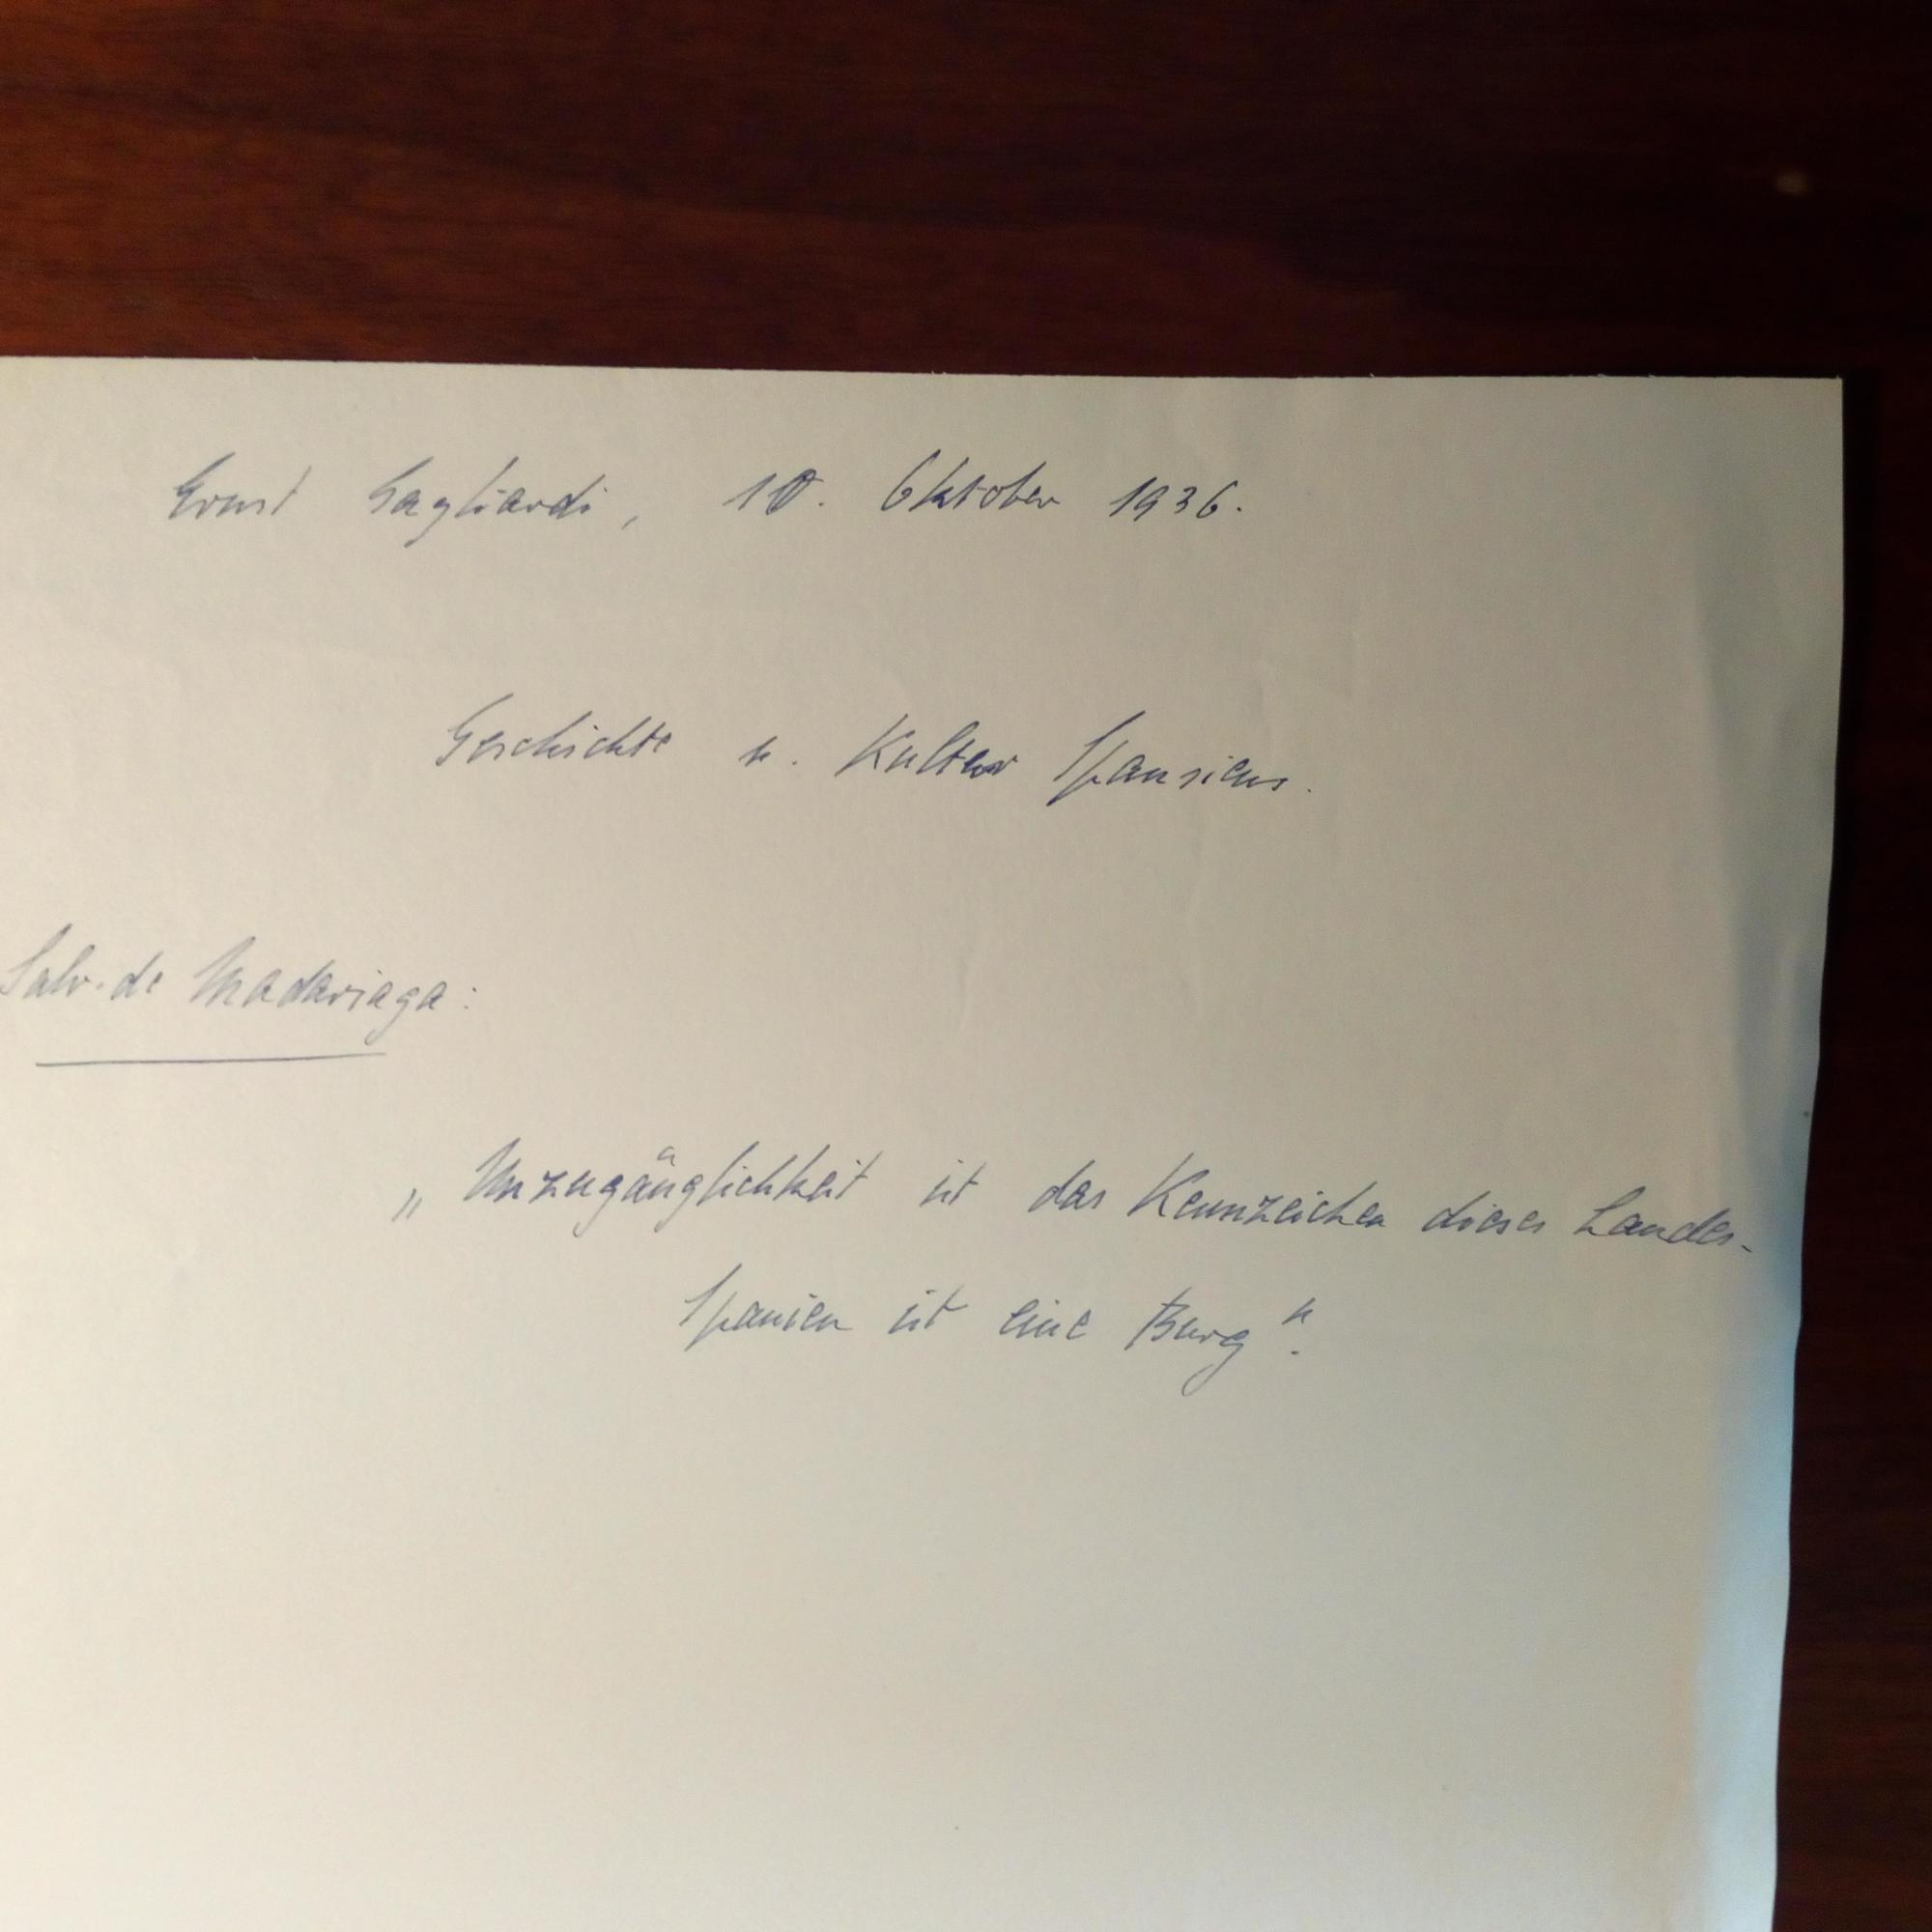 Ernst Gagliardi, 10. Oktober 1936.
Geschichte u. Kultur Spaniens.
Salv. de Madariaga:
„Unzugänglichkeit ist das Kennzeichen dieses Landes-
Spanien ist eine Burg“.